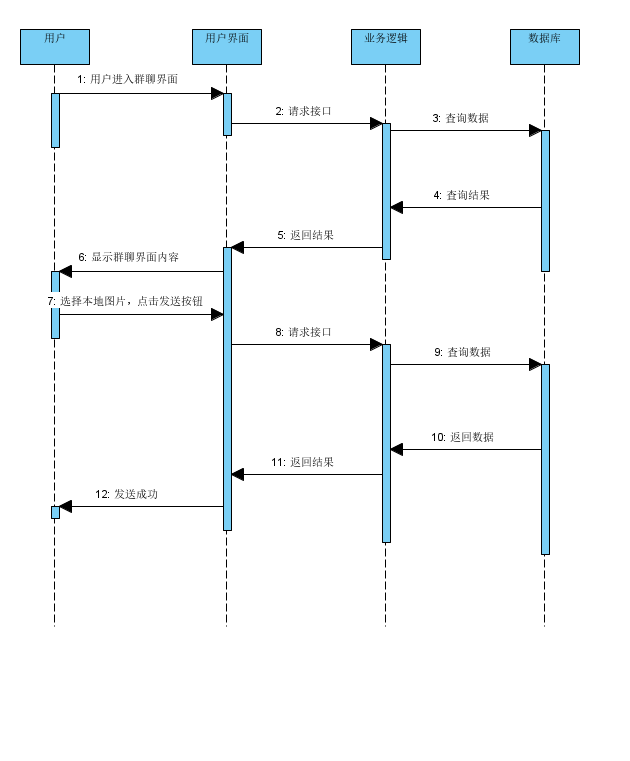 用户
用户界面
业务逻辑
数据库
1: 用户进入群聊界面
2: 请求接口
3: 查询数据
4: 查询结果
5: 返回结果
6: 显示群聊界面内容
7: 选择本地图片，点击发送按钮
8: 请求接口
9: 查询数据
10: 返回数据
11: 返回结果
12: 发送成功